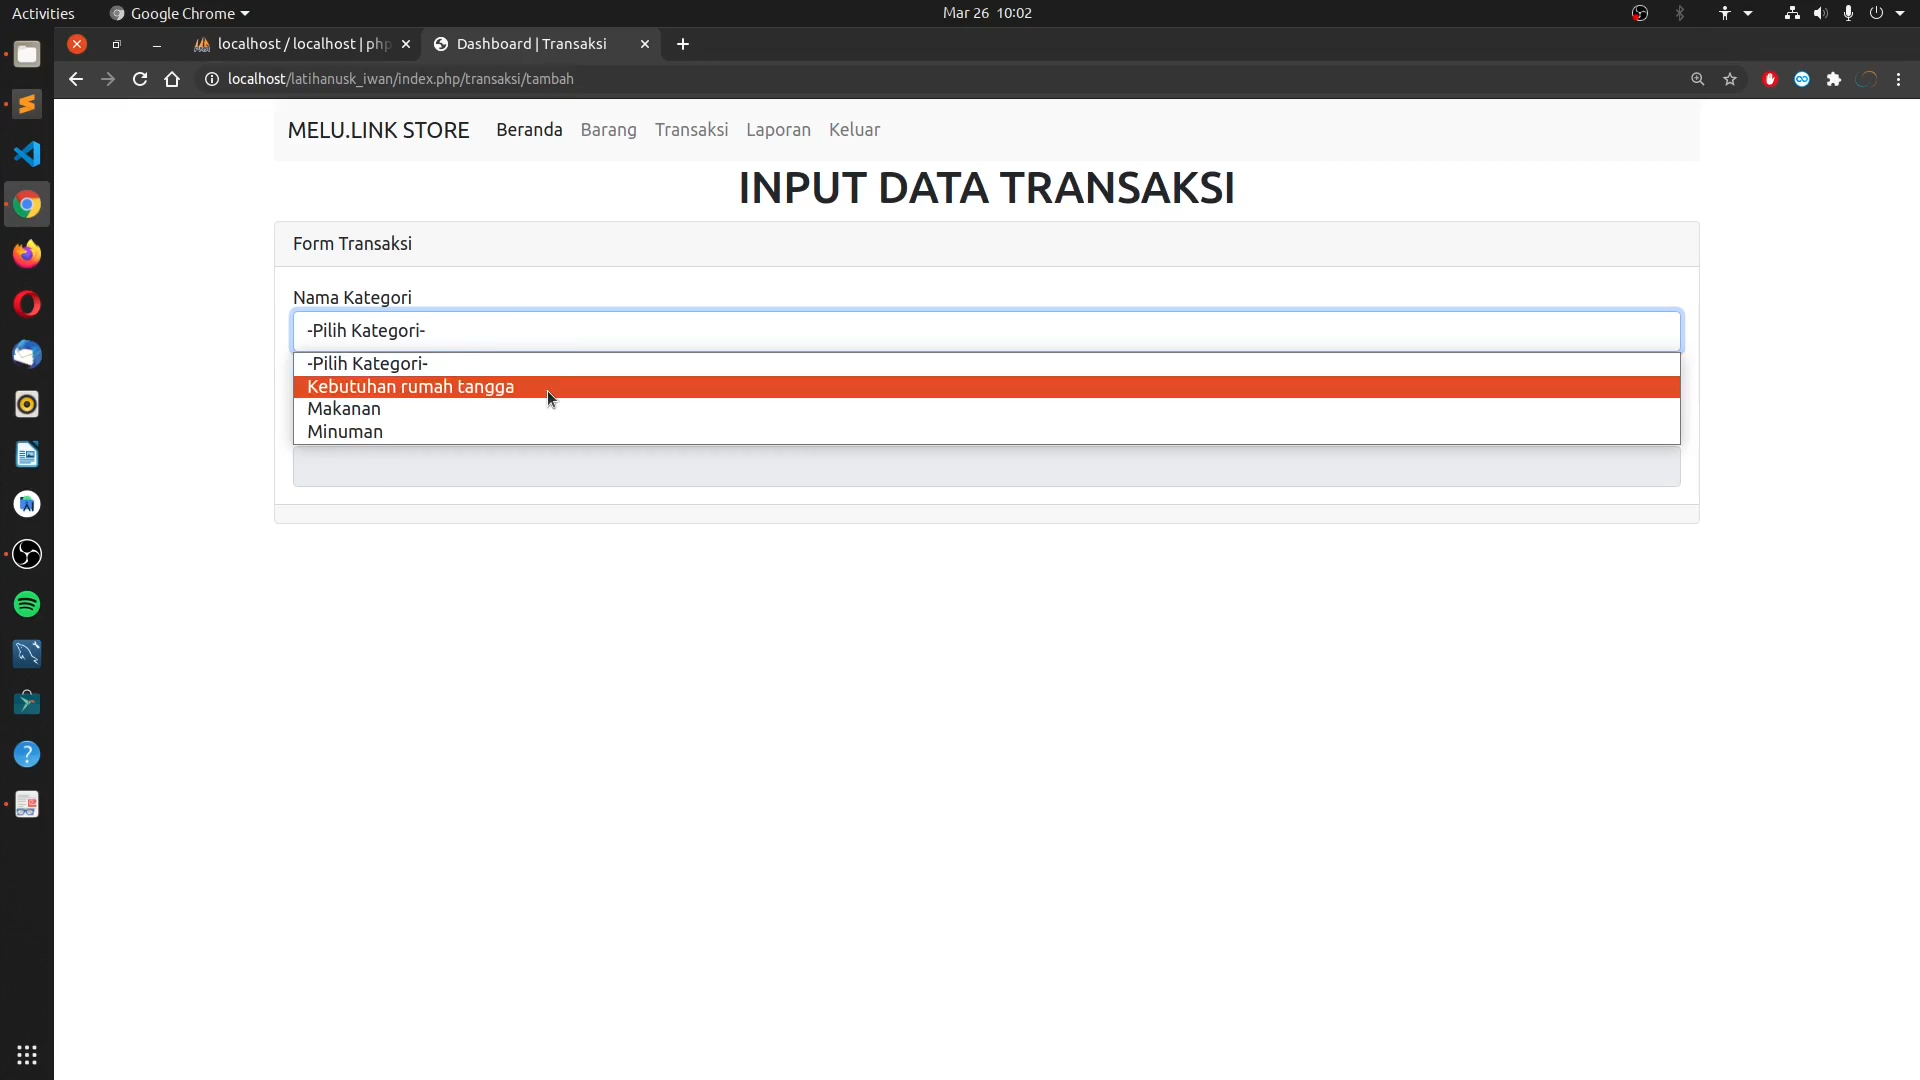 Activities
Google Chrome
Mar 26 10:02
localhost / localhost | php
Dashboard | Transaksi
localhost/latihanusk_iwan/index.php/transaksi/tambah
MELU.LINK STORE
Beranda
Barang
Transaksi
Laporan
Keluar
INPUT DATA TRANSAKSI
Form Transaksi
Nama Kategori
-Pilih Kategori-
-Pilih Kategori-
Kebutuhan rumah tangga
Makanan
Minuman